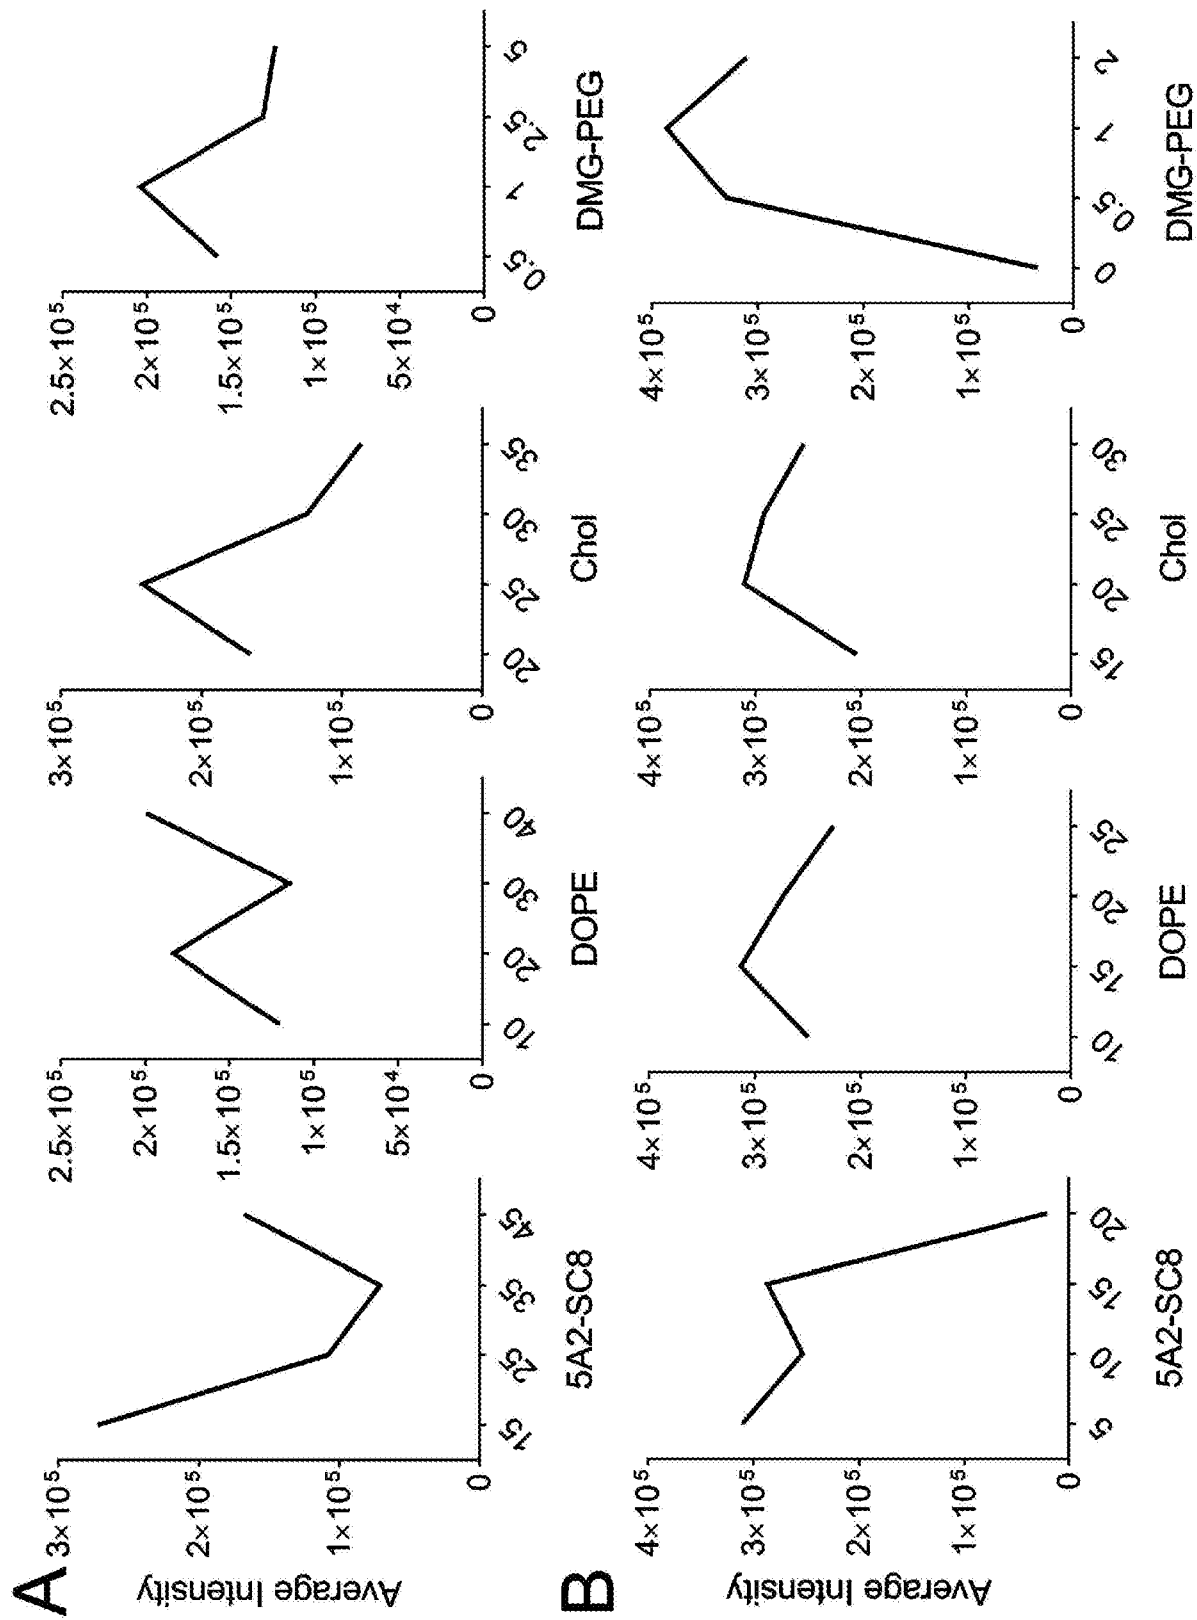 A
Average Intensity
3×10⁵
2×10⁵
1×10⁵
0
15 25 35 45
5A2-SC8
2.5×10⁵
2×10⁵
1.5×10⁵
1×10⁵
5×10⁴
0
10 20 30 40
DOPE
3×10⁵
2×10⁵
1×10⁵
0
20 25 30 35
Chol
2.5×10⁵
2×10⁵
1.5×10⁵
1×10⁵
5×10⁴
0
0.5 1 2.5 5
DMG-PEG
B
Average Intensity
4×10⁵
3×10⁵
2×10⁵
1×10⁵
0
5 10 15 20
5A2-SC8
4×10⁵
3×10⁵
2×10⁵
1×10⁵
0
10 15 20 25
DOPE
4×10⁵
3×10⁵
2×10⁵
1×10⁵
0
15 20 25 30
Chol
4×10⁵
3×10⁵
2×10⁵
1×10⁵
0
0 0.5 1 2
DMG-PEG